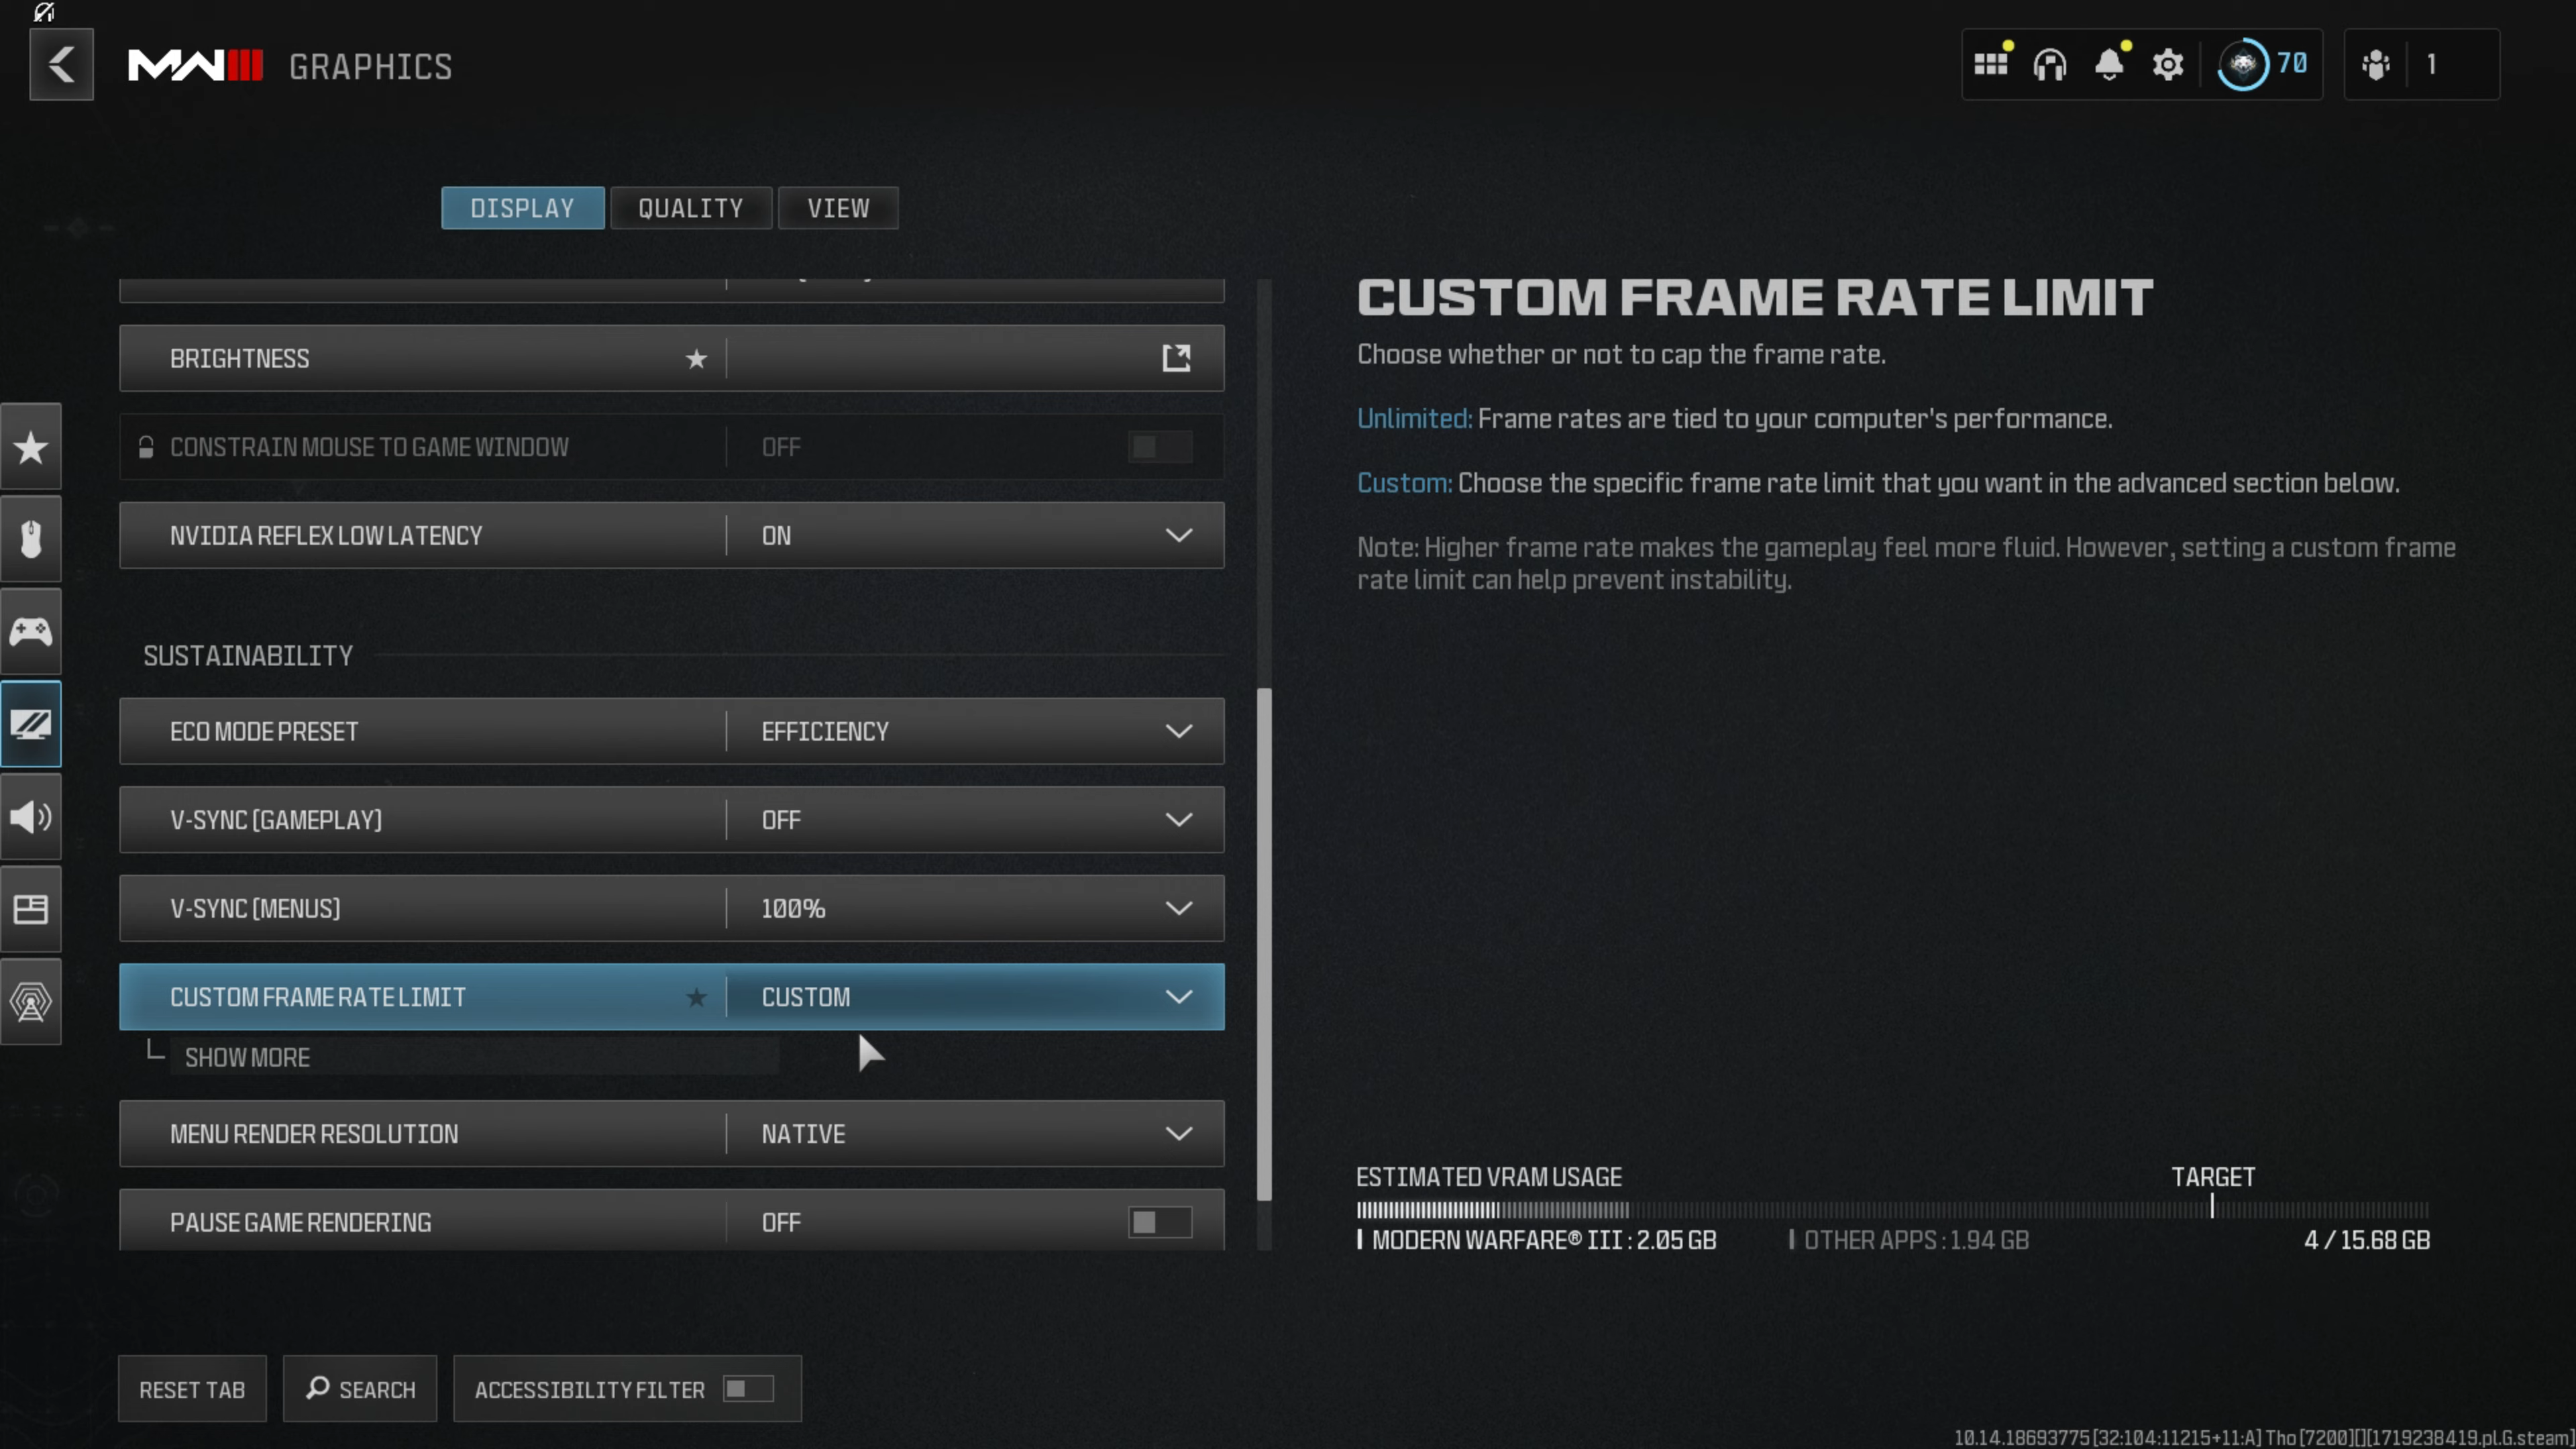 MWIII GRAPHICS
70
1
DISPLAY
QUALITY
VIEW
BRIGHTNESS
CONSTRAIN MOUSE TO GAME WINDOW OFF
NVIDIA REFLEX LOW LATENCY ON
SUSTAINABILITY
ECO MODE PRESET EFFICIENCY
V-SYNC (GAMEPLAY) OFF
V-SYNC (MENUS) 100%
CUSTOM FRAME RATE LIMIT CUSTOM
SHOW MORE
MENU RENDER RESOLUTION NATIVE
PAUSE GAME RENDERING OFF
CUSTOM FRAME RATE LIMIT
Choose whether or not to cap the frame rate.
Unlimited: Frame rates are tied to your computer's performance.
Custom: Choose the specific frame rate limit that you want in the advanced section below.
Note: Higher frame rate makes the gameplay feel more fluid. However, setting a custom frame
rate limit can help prevent instability.
ESTIMATED VRAM USAGE
TARGET
MODERN WARFARE® III : 2.05 GB
OTHER APPS : 1.94 GB
4 / 15.68 GB
RESET TAB
SEARCH
ACCESSIBILITY FILTER
10.14.18693775 [32:104:11215+11:A] Tho [7200][][1719238419.pl.G.steam]